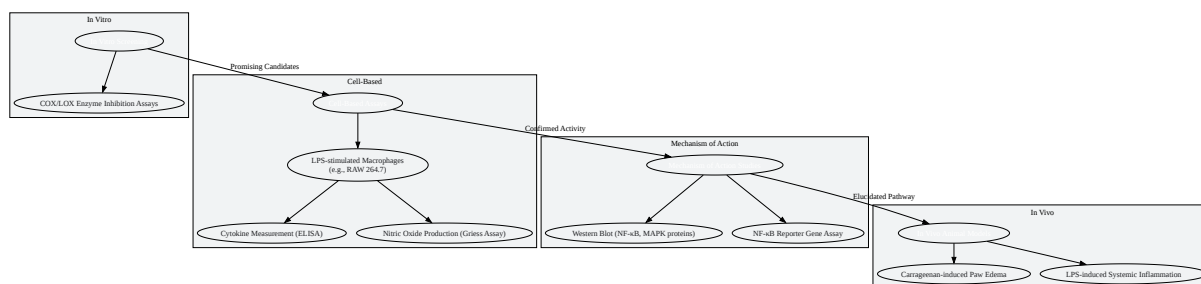 In Vitro
COX/LOX Enzyme Inhibition Assays
Promising Candidates
Cell-Based
LPS-stimulated Macrophages
(e.g., RAW 264.7)
Cytokine Measurement (ELISA)
Nitric Oxide Production (Griess Assay)
Confirmed Activity
Mechanism of Action
Western Blot (NF-κB, MAPK proteins)
NF-κB Reporter Gene Assay
Elucidated Pathway
In Vivo
Carrageenan-induced Paw Edema
LPS-induced Systemic Inflammation